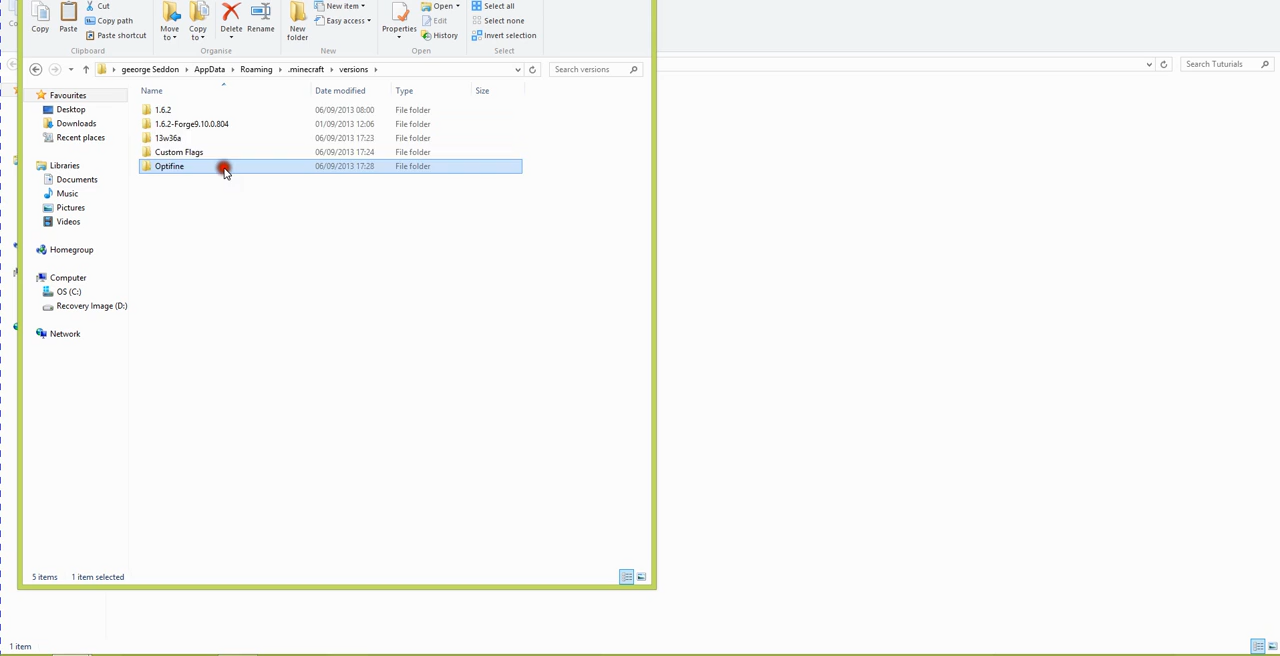 Cut
Copy path
Paste shortcut
Copy
Paste
Move to
Copy to
Delete
Rename
New folder
New item
Easy access
Properties
Open
Edit
History
Select all
Select none
Invert selection
Clipboard
Organise
New
Open
Select
geeorge Seddon
AppData
Roaming
.minecraft
versions
Search versions
Search Tutorials
Name
Date modified
Type
Size
1.6.2 06/09/2013 08:00 File folder
1.6.2-Forge9.10.0.804 01/09/2013 12:06 File folder
13w36a 06/09/2013 17:23 File folder
Custom Flags 06/09/2013 17:24 File folder
Optifine 06/09/2013 17:28 File folder
Favourites
Desktop
Downloads
Recent places
Libraries
Documents
Music
Pictures
Videos
Homegroup
Computer
OS (C:)
Recovery Image (D:)
Network
5 items 1 item selected
1 item